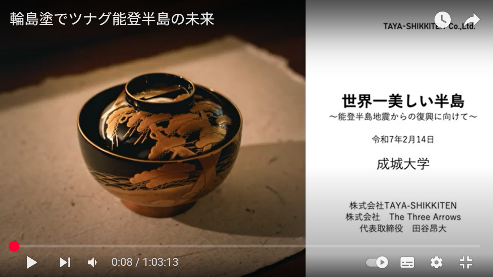 輪島塗でツナグ能登半島の未来
TAYA-SHIKKITEN Co.,Ltd.
世界一美しい半島
〜能登半島地震からの復興に向けて〜
令和7年2月14日
成城大学
株式会社TAYA-SHIKKITEN
株式会社 The Three Arrows
代表取締役 田谷昂大
0:08 / 1:03:13